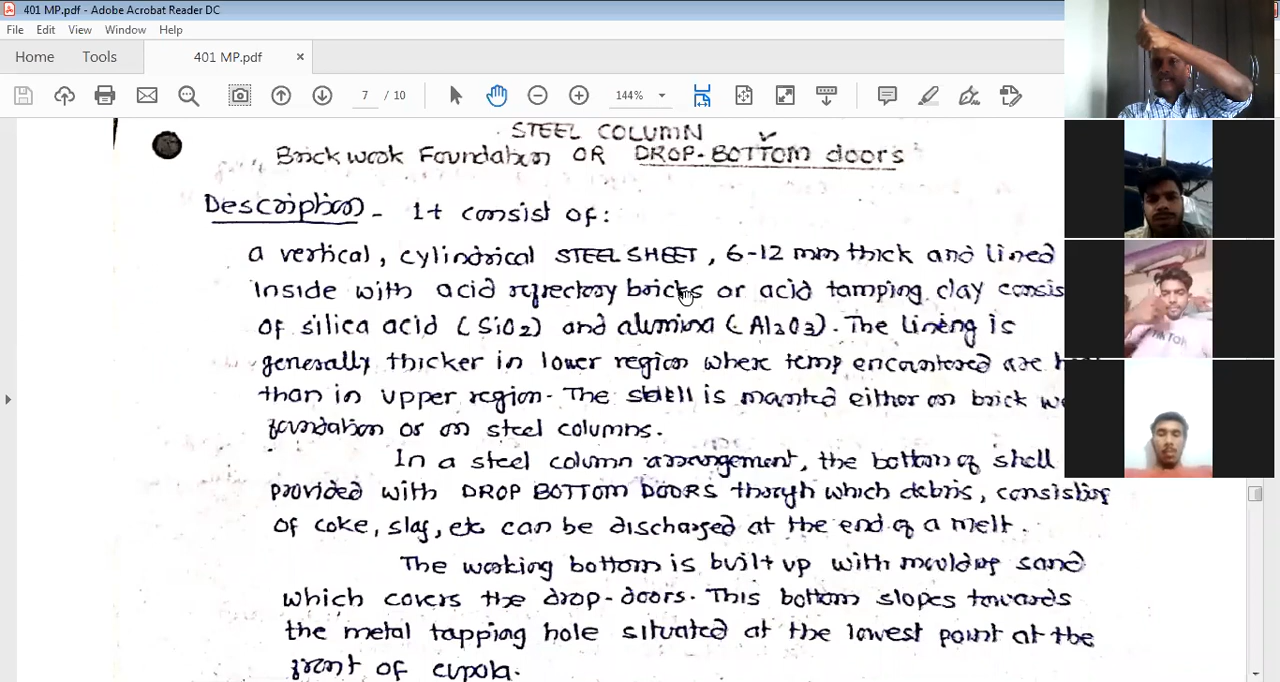 401 MP.pdf - Adobe Acrobat Reader DC
File Edit View Window Help
Home Tools 401 MP.pdf ×
7 / 10 144%
STEEL COLUMN
Brickwook Foundation OR DROP-BOTTOM doors
Description - It consist of:
a vertical, cylindrical STEEL SHEET, 6-12 mm thick and lined
inside with acid refrectory bricks or acid tamping clay consis
of silica acid (SiO2) and alumina (Al2O3). The lining is
generally thicker in lower region where temp encountered are
than in upper region. The shell is manted either on brick
foundation or on steel columns.
In a steel column arrangement, the bottom of shell
provided with DROP BOTTOM DOORS though which debris, consisting
of coke, slag, etc can be discharged at the end of a melt.
The working bottom is built up with moulding sand
which covers the drop-doors. This bottom slopes towards
the metal tapping hole situated at the lowest point at the
front of cupola.
TIKTOK